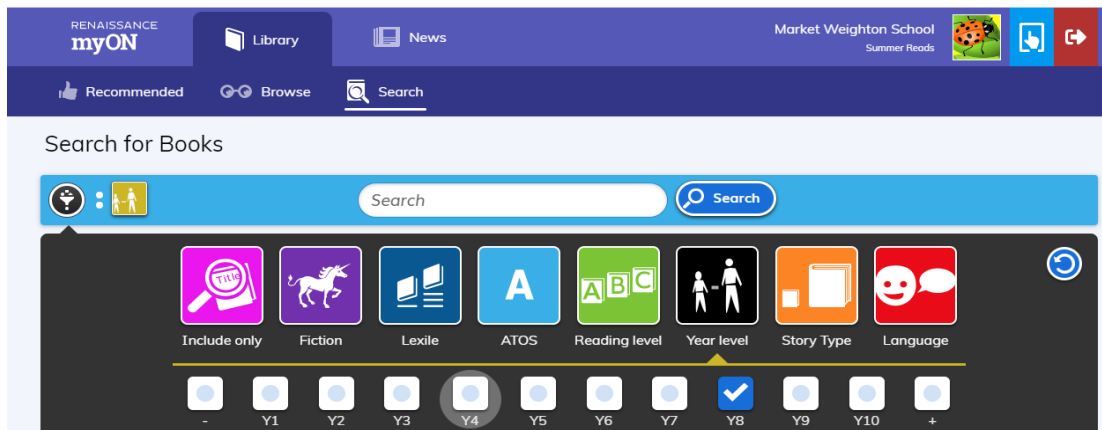 RENAISSANCE
myON
Library
News
Market Weighton School
Summer Reads
Recommended
Browse
Search
Search for Books
Search
Search
Title
A
A B C
Include only
Fiction
Lexile
ATOS
Reading level
Year level
Story Type
Language
- Y1 Y2 Y3 Y4 Y5 Y6 Y7 Y8 Y9 Y10 +